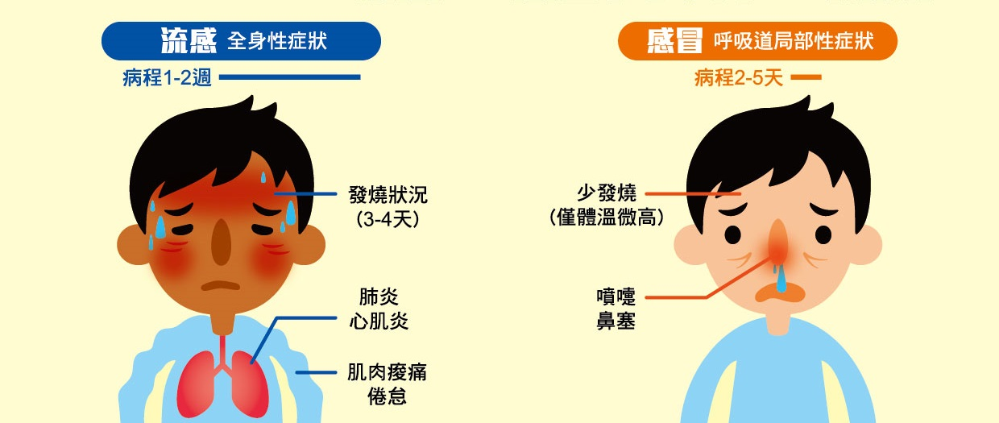 流感 全身性症狀
病程1-2週
發燒狀況
(3-4天)
肺炎
心肌炎
肌肉痠痛
倦怠
感冒 呼吸道局部性症狀
病程2-5天
少發燒
(僅體溫微高)
噴嚏
鼻塞